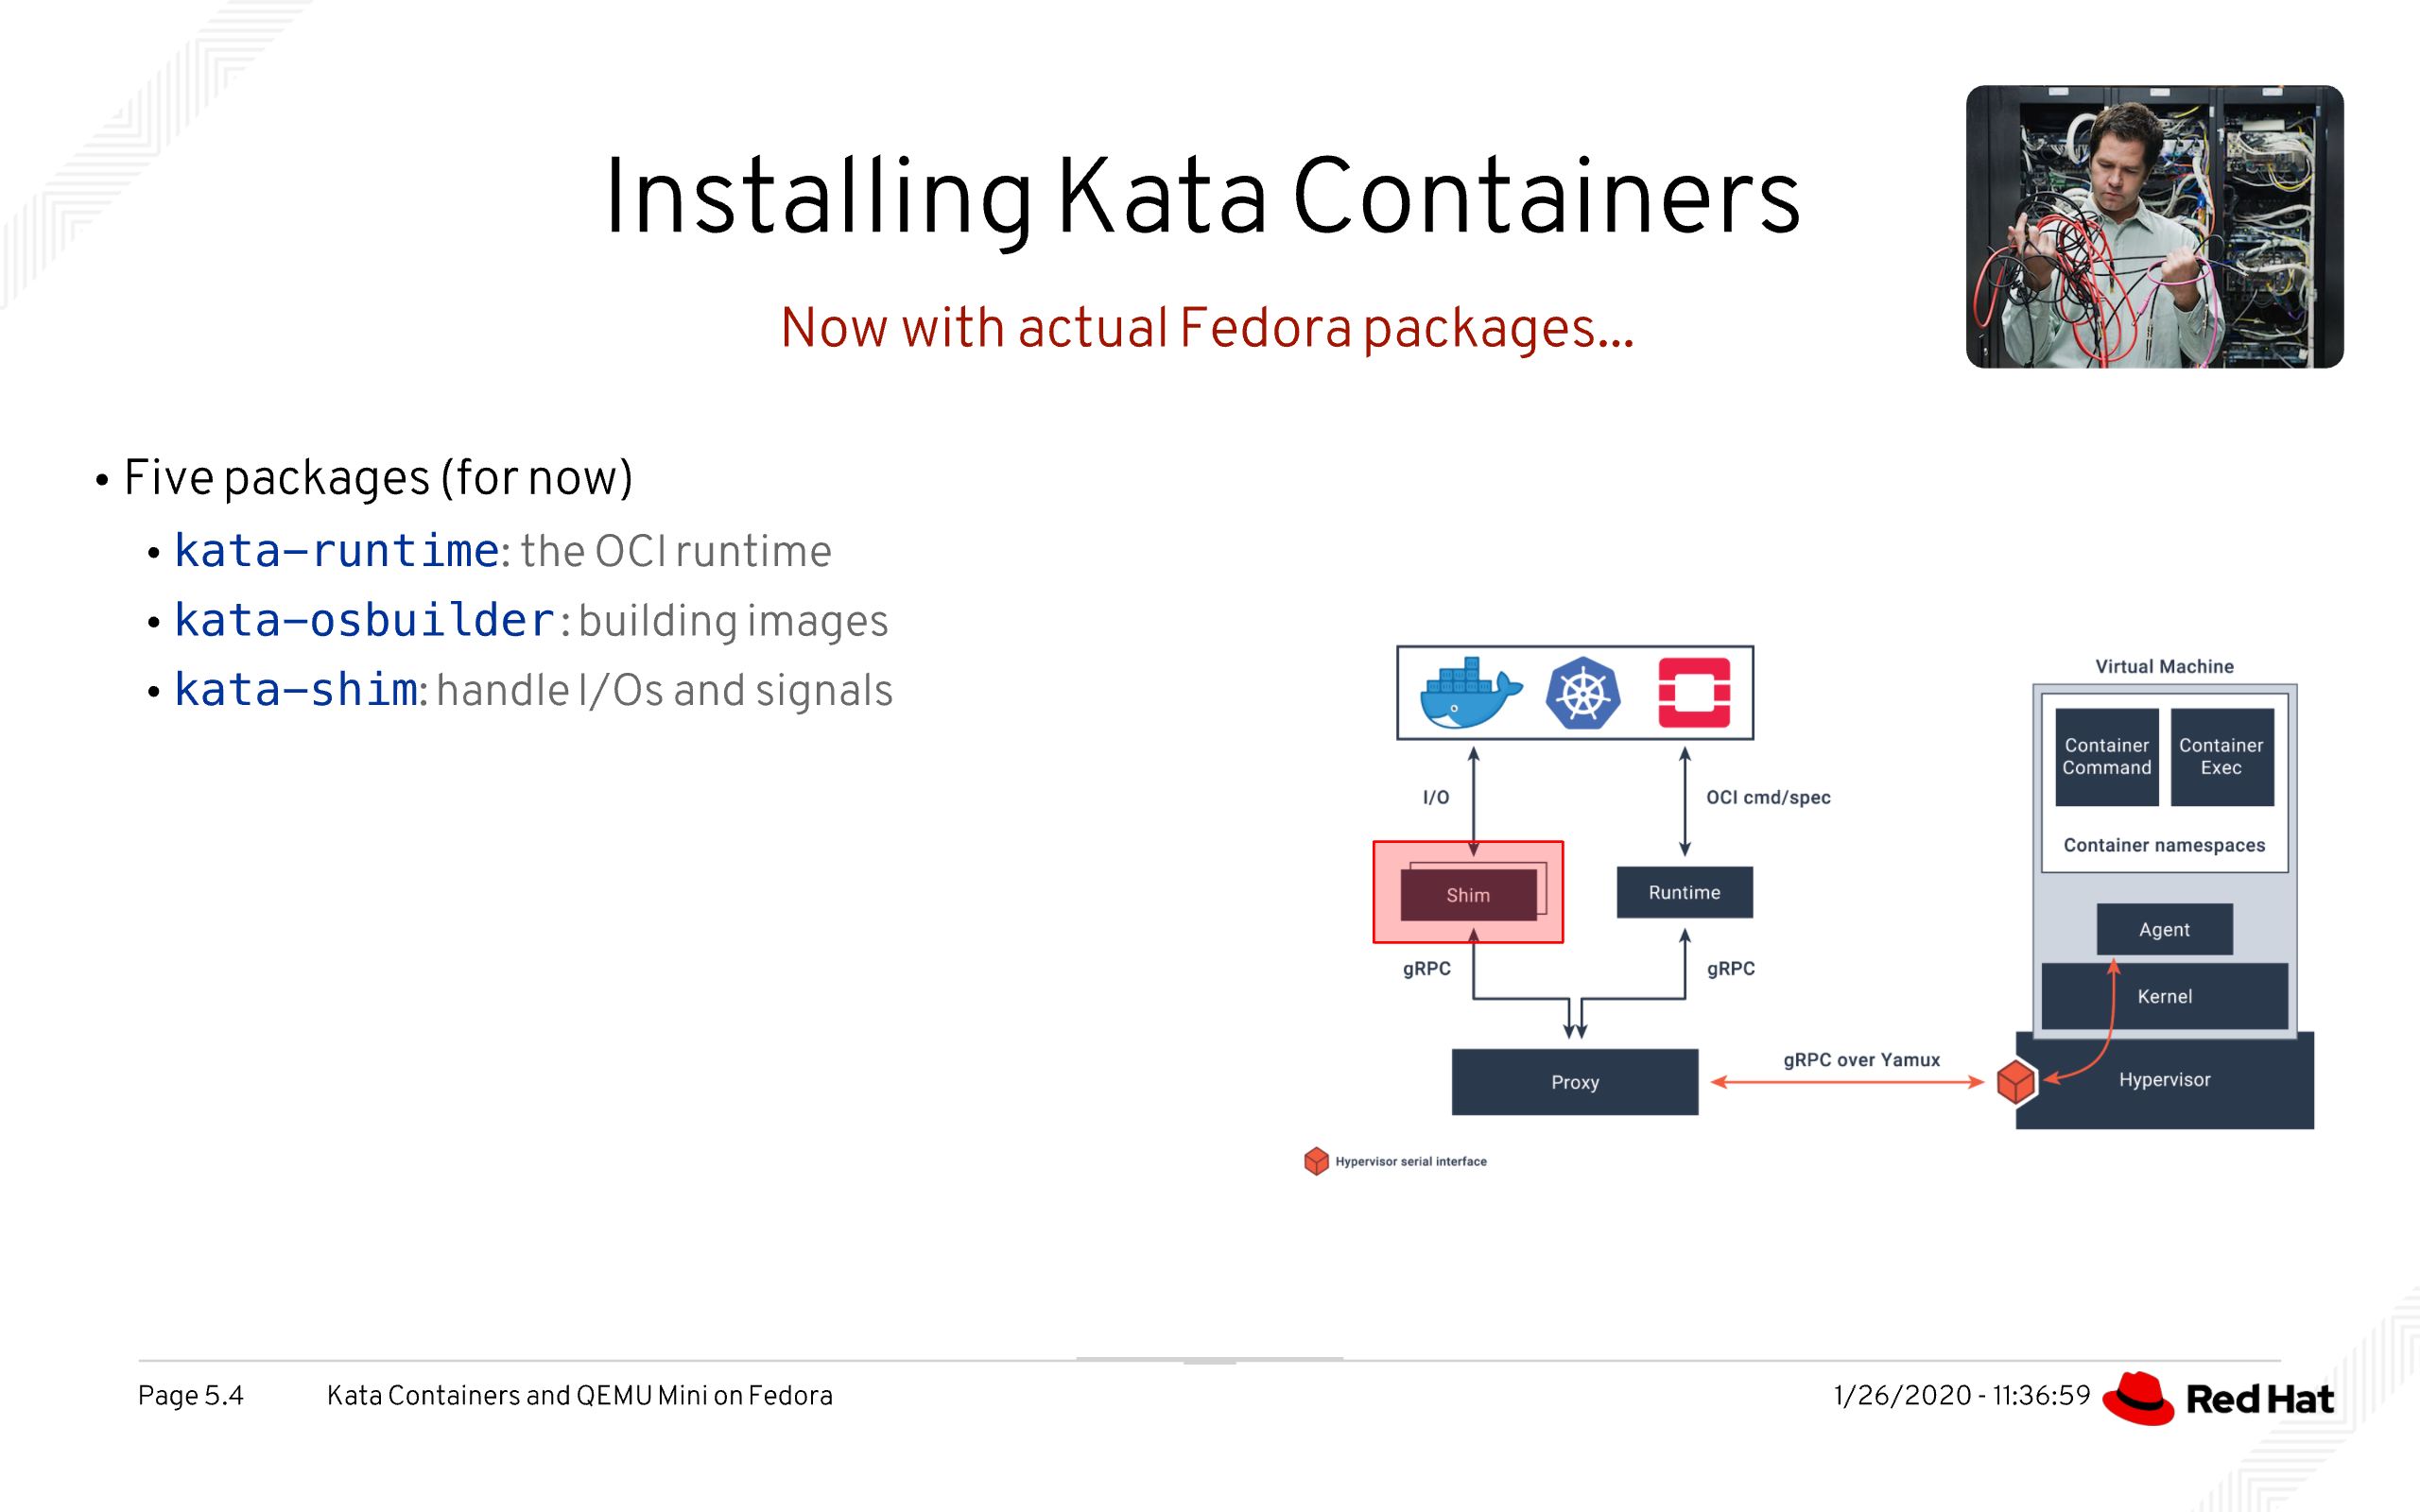 Installing Kata Containers
Now with actual Fedora packages...
• Five packages (for now)
• kata-runtime: the OCI runtime
• kata-osbuilder: building images
• kata-shim: handle I/Os and signals
Virtual Machine
Container Command
Container Exec
Container namespaces
I/O
OCI cmd/spec
Shim
Runtime
Agent
gRPC
gRPC
Kernel
Proxy
gRPC over Yamux
Hypervisor
Hypervisor serial interface
Page 5.4
Kata Containers and QEMU Mini on Fedora
1/26/2020 - 11:36:59
Red Hat